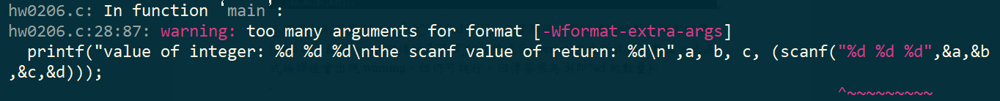 hw0206.c: In function ‘main’:
hw0206.c:28:87: warning: too many arguments for format [-Wformat-extra-args]
printf("value of integer: %d %d %d\nthe scanf value of return: %d\n",a, b, c, (scanf("%d %d %d",&a,&b
,&c,&d)));
^~~~~~~~~~